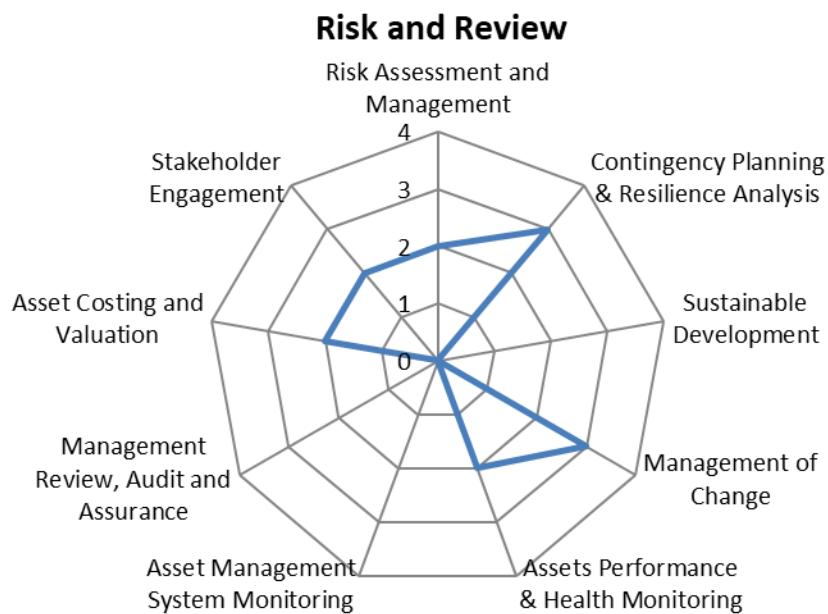 Risk and Review
Risk Assessment and
Management
4
3
2
1
0
Contingency Planning
& Resilience Analysis
Sustainable
Development
Management of
Change
Assets Performance
& Health Monitoring
Asset Management
System Monitoring
Management
Review, Audit and
Assurance
Asset Costing and
Valuation
Stakeholder
Engagement